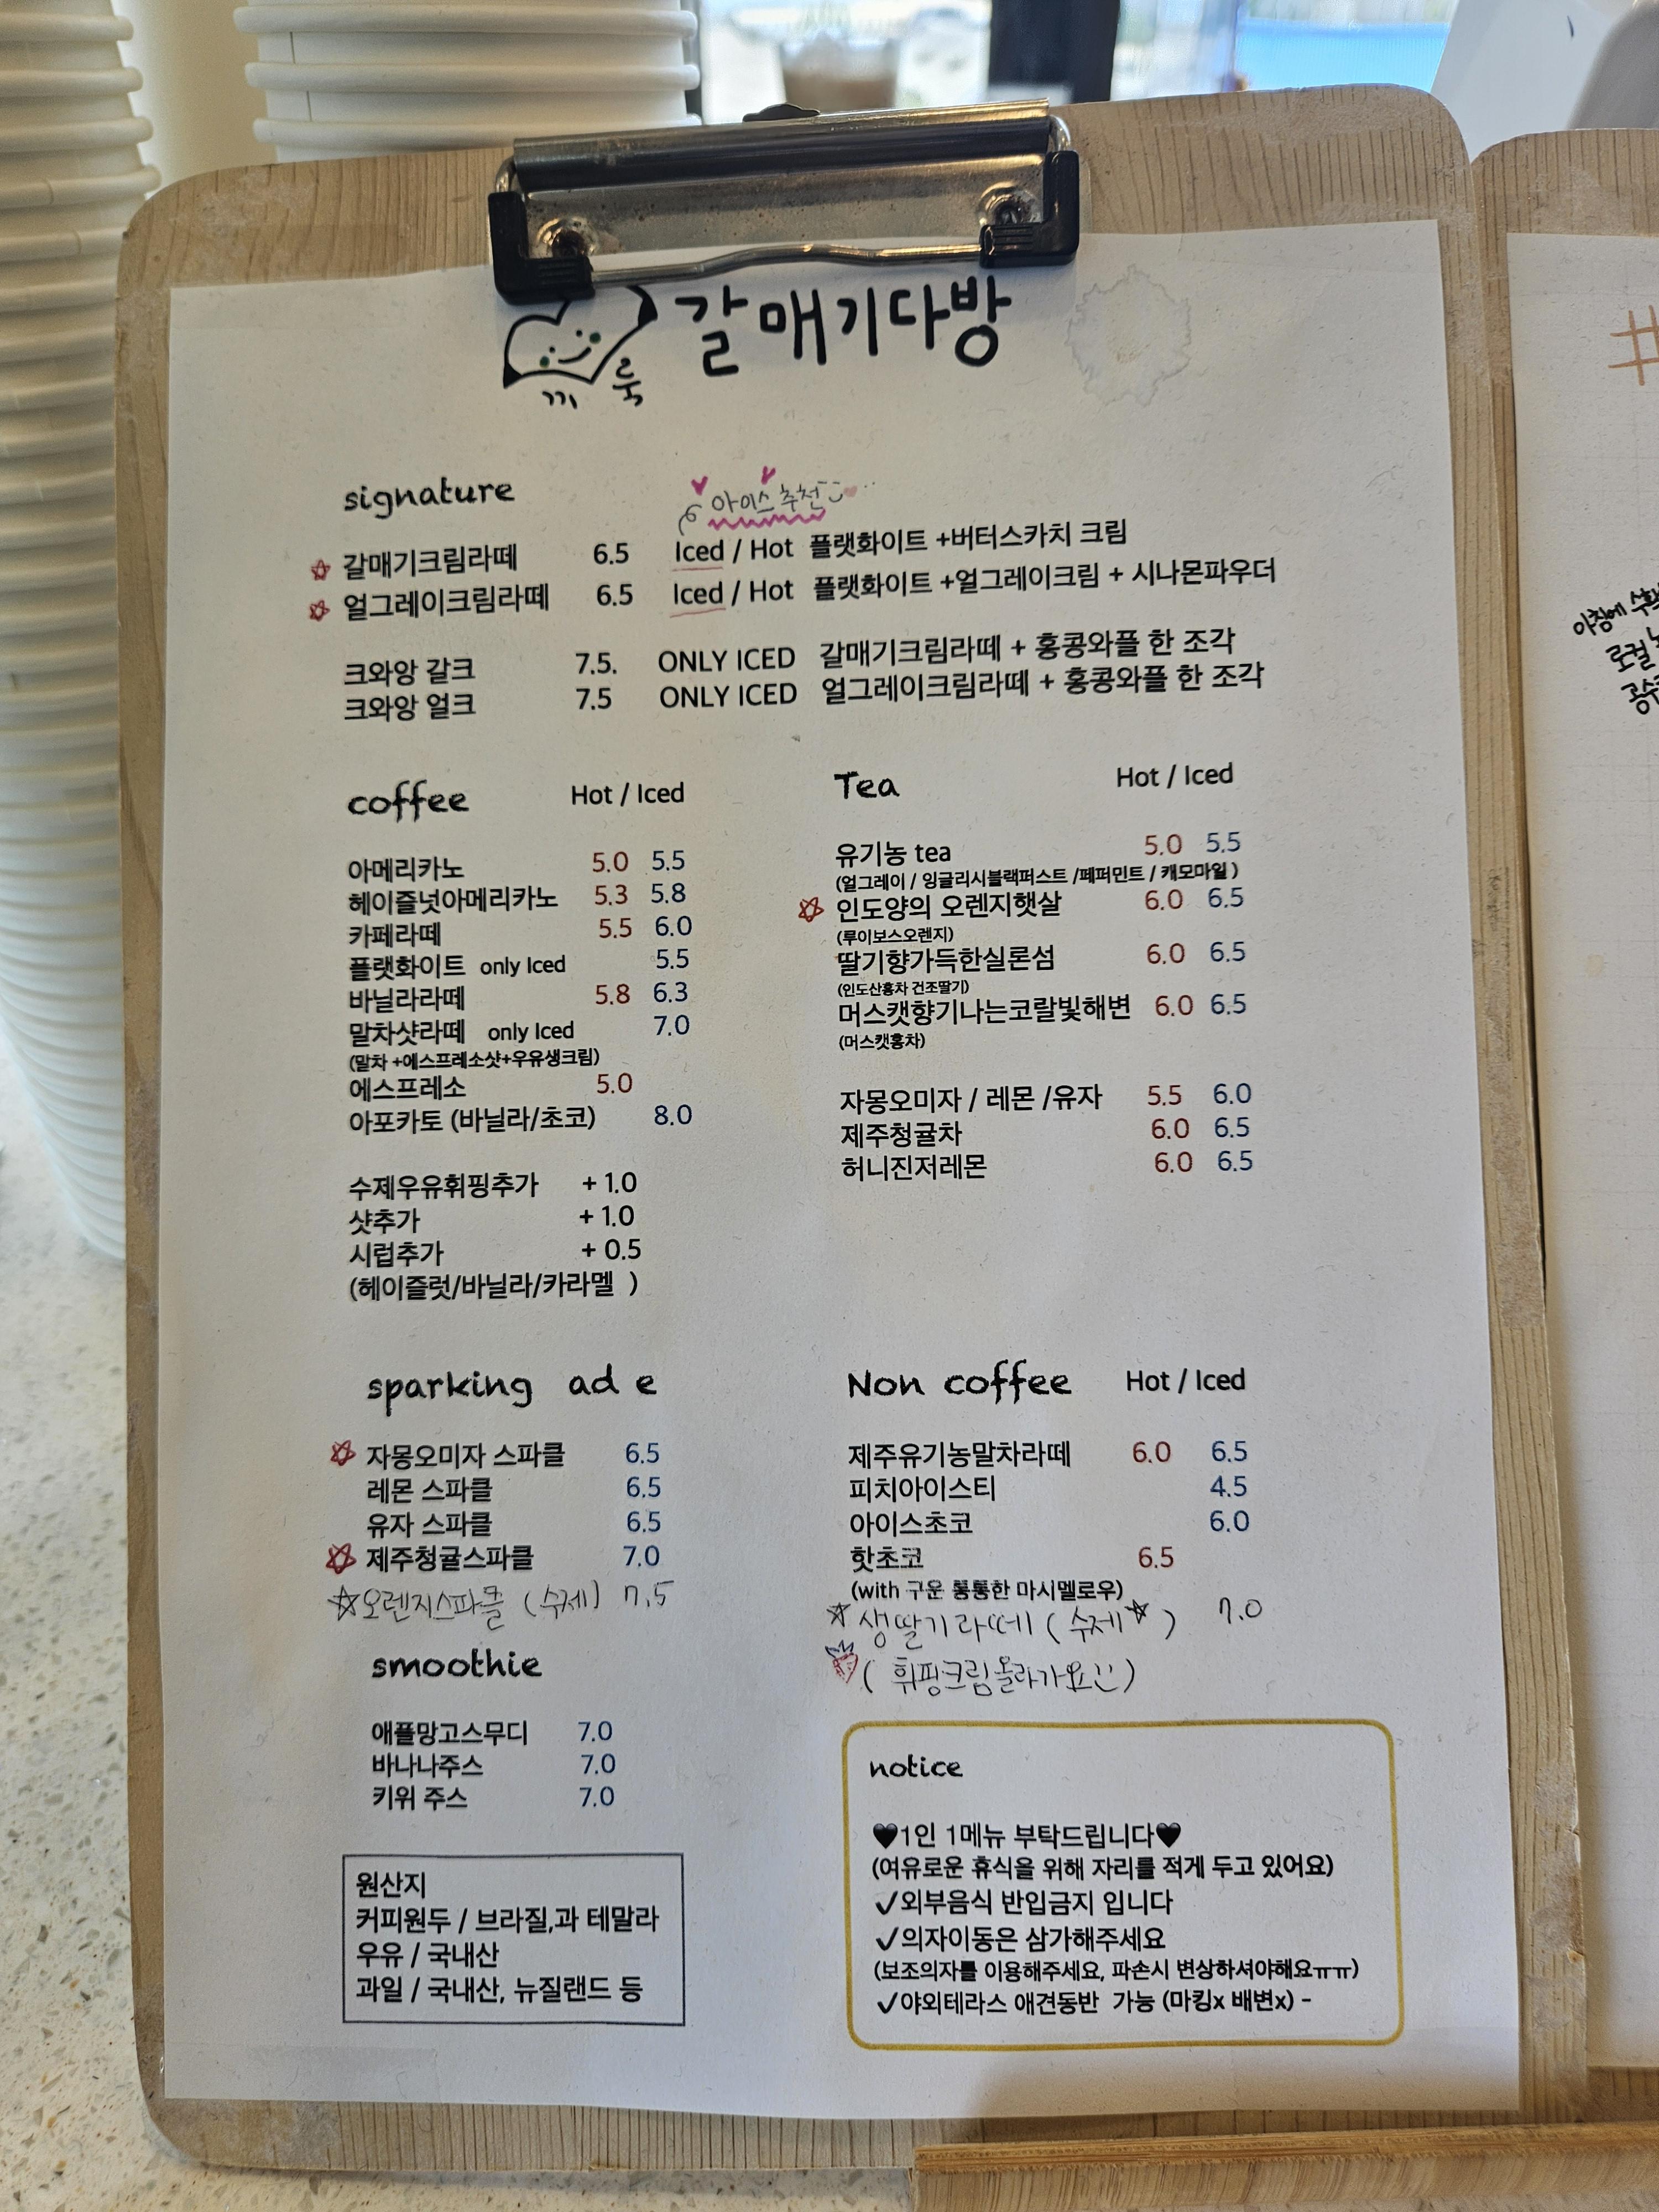 갈매기다방
끼룩
signature
아이스 추천
갈매기크림라떼 6.5 Iced / Hot 플랫화이트 +버터스카치 크림
얼그레이크림라떼 6.5 Iced / Hot 플랫화이트 +얼그레이크림 + 시나몬파우더
크와앙 갈크 7.5. ONLY ICED 갈매기크림라떼 + 홍콩와플 한 조각
크와앙 얼크 7.5 ONLY ICED 얼그레이크림라떼 + 홍콩와플 한 조각
coffee Hot / Iced
아메리카노 5.0 5.5
헤이즐넛아메리카노 5.3 5.8
카페라떼 5.5 6.0
플랫화이트 only Iced 5.5
바닐라라떼 5.8 6.3
말차샷라떼 only Iced 7.0
(말차 +에스프레소샷+우유생크림)
에스프레소 5.0
아포카토 (바닐라/초코) 8.0
수제우유휘핑추가 + 1.0
샷추가 + 1.0
시럽추가 + 0.5
(헤이즐럿/바닐라/카라멜 )
Tea Hot / Iced
유기농 tea 5.0 5.5
(얼그레이 / 잉글리시블랙퍼스트 /페퍼민트 / 캐모마일 )
인도양의 오렌지햇살 6.0 6.5
(루이보스오렌지)
딸기향가득한실론섬 6.0 6.5
(인도산홍차 건조딸기)
머스캣향기나는코랄빛해변 6.0 6.5
(머스캣홍차)
자몽오미자 / 레몬 /유자 5.5 6.0
제주청귤차 6.0 6.5
허니진저레몬 6.0 6.5
sparking ad e
자몽오미자 스파클 6.5
레몬 스파클 6.5
유자 스파클 6.5
제주청귤스파클 7.0
☆오렌지스파클 (수제) 7.5
smoothie
애플망고스무디 7.0
바나나주스 7.0
키위 주스 7.0
원산지
커피원두 / 브라질,과 테말라
우유 / 국내산
과일 / 국내산, 뉴질랜드 등
Non coffee Hot / Iced
제주유기농말차라떼 6.0 6.5
피치아이스티 4.5
아이스초코 6.0
핫초코 6.5
(with 구운 통통한 마시멜로우)
☆생딸기라떼 (수제☆) 7.0
( 휘핑크림올라가요 )
notice
🖤1인 1메뉴 부탁드립니다🖤
(여유로운 휴식을 위해 자리를 적게 두고 있어요)
✓외부음식 반입금지 입니다
✓의자이동은 삼가해주세요
(보조의자를 이용해주세요, 파손시 변상하셔야해요ㅠㅠ)
✓야외테라스 애견동반 가능 (마킹x 배변x) -
#
아침에
로컬